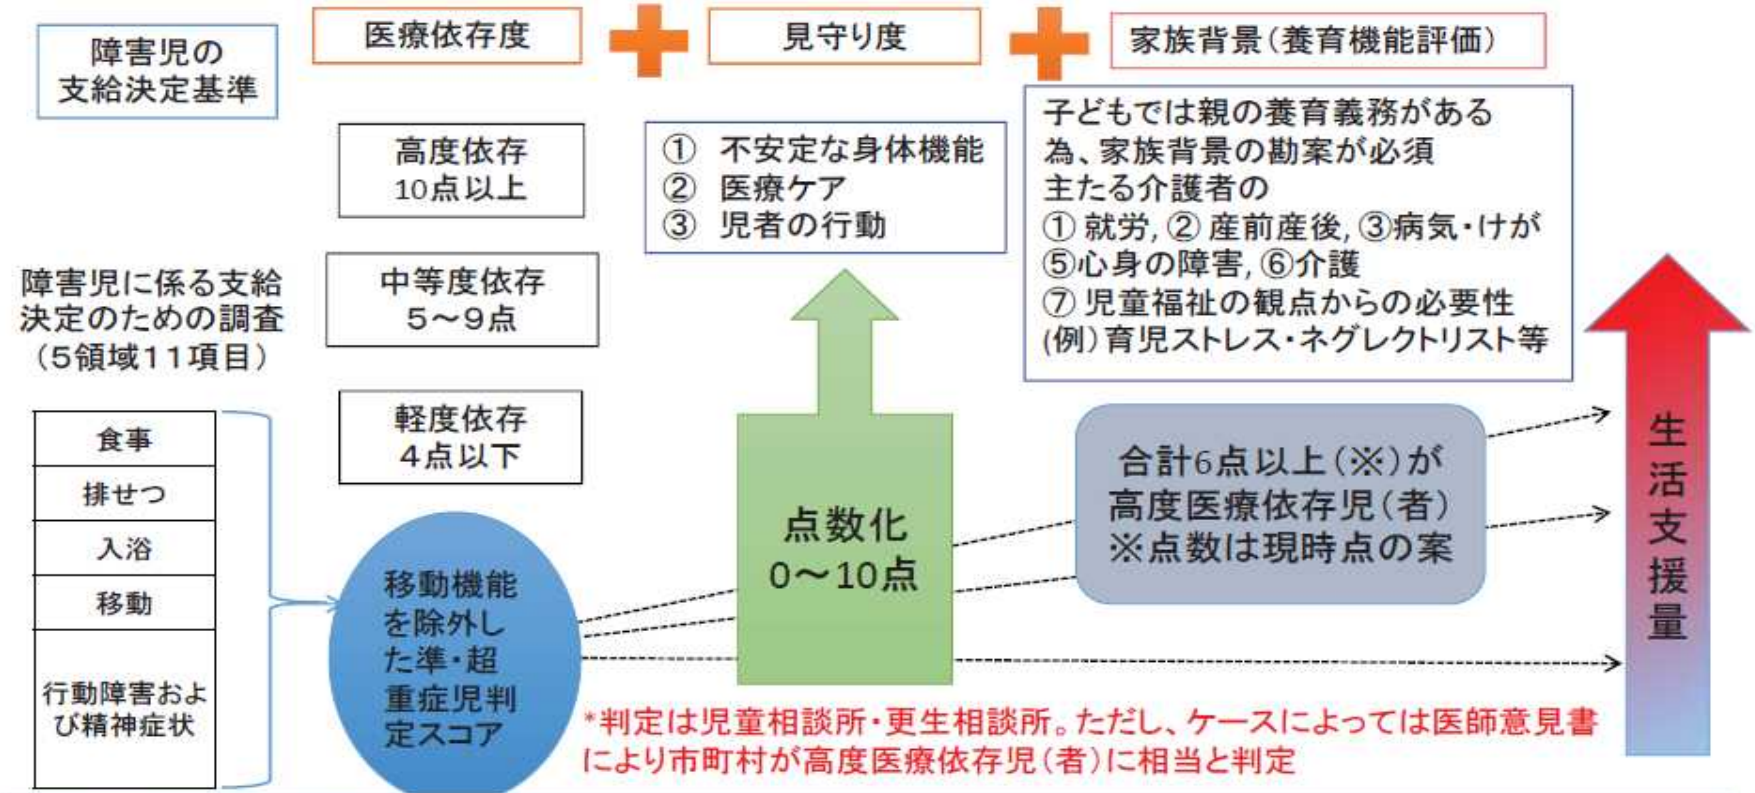 障害児の
支給決定基準
医療依存度
見守り度
家族背景（養育機能評価）
高度依存
10点以上
中等度依存
５～９点
軽度依存
４点以下
① 不安定な身体機能
② 医療ケア
③ 児者の行動
子どもでは親の養育義務がある
為、家族背景の勘案が必須
主たる介護者の
① 就労, ② 産前産後, ③病気・けが
⑤心身の障害, ⑥介護
⑦ 児童福祉の観点からの必要性
(例）育児ストレス・ネグレクトリスト等
障害児に係る支給
決定のための調査
（５領域１１項目）
食事
排せつ
入浴
移動
行動障害およ
び精神症状
移動機能
を除外し
た準・超
重症児判
定スコア
点数化
0～10点
合計6点以上（※）が
高度医療依存児（者）
※点数は現時点の案
生活支援量
*判定は児童相談所・更生相談所。ただし、ケースによっては医師意見書
により市町村が高度医療依存児（者）に相当と判定